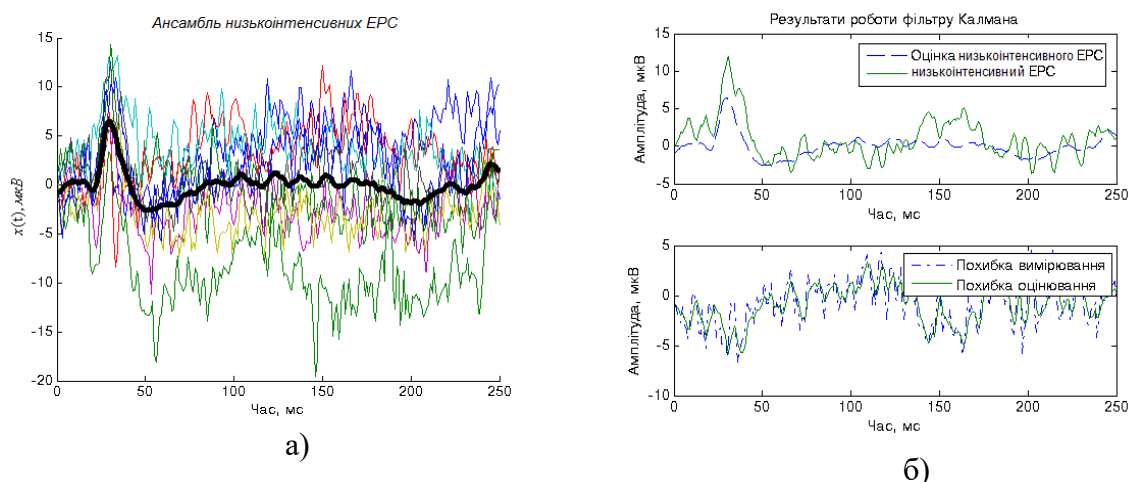 Ансамбль низькоінтенсивних ЕРС
15
10
5
0
-5
-10
-15
-20
x(t), мкВ
0
50
100
150
200
250
Час, мс
а)
Результати роботи фільтру Калмана
15
10
5
0
-5
Амплітуда, мкВ
Оцінка низькоінтенсивного ЕРС
низькоінтенсивний ЕРС
0
50
100
150
200
250
Час, мс
5
0
-5
-10
Амплітуда, мкВ
Похибка вимірювання
Похибка оцінювання
0
50
100
150
200
250
Час, мс
б)